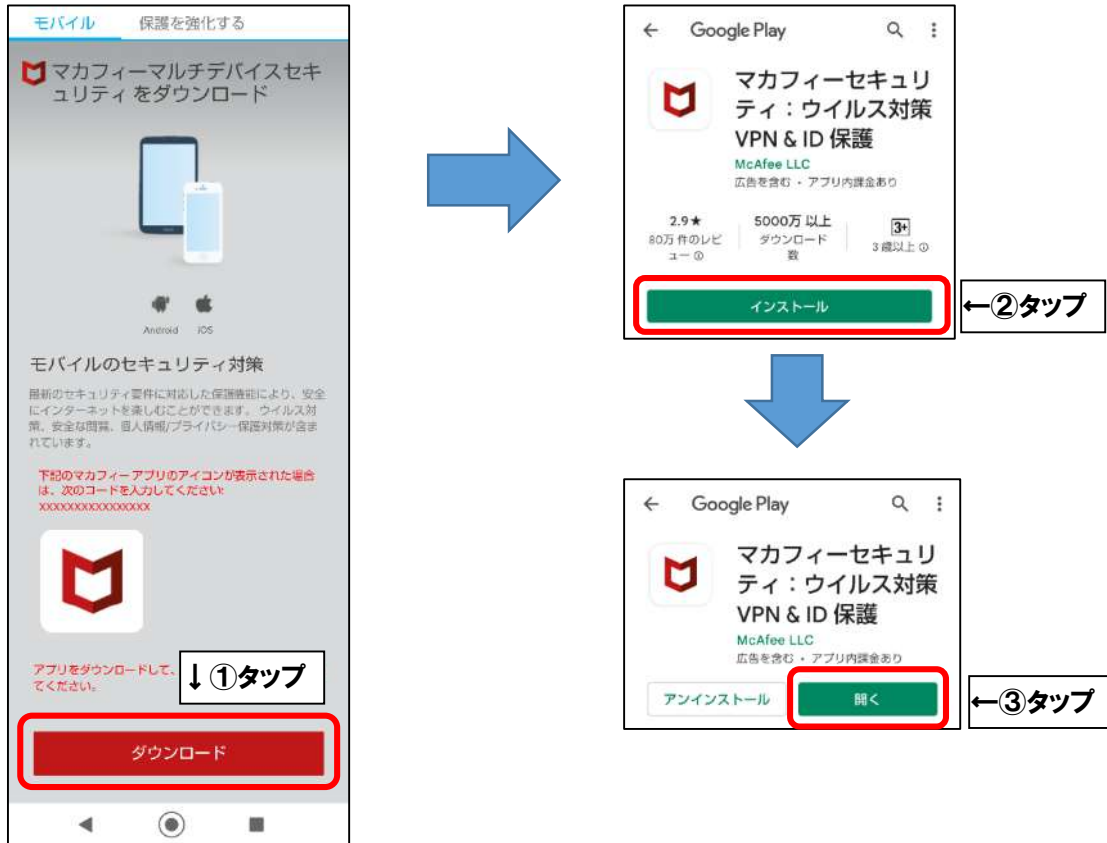 モバイル 保護を強化する
マカフィーマルチデバイスセキ
ュリティ をダウンロード
Android iOS
モバイルのセキュリティ対策
最新のセキュリティ要件に対応した保護機能により、安全
にインターネットを楽しむことができます。 ウイルス対
策、安全な閲覧、個人情報/プライバシー保護対策が含ま
れています。
下記のマカフィー アプリのアイコンが表示された場合
は、次のコードを入力してください:
XXXXXXXXXXXXXXXX
アプリをダウンロードして、
てください。
↓①タップ
ダウンロード
Google Play
マカフィーセキュリ
ティ：ウイルス対策
VPN & ID 保護
McAfee LLC
広告を含む・アプリ内課金あり
2.9★
80万 件のレビ
ュー
5000万 以上
ダウンロード
数
3+
3 歳以上
インストール
←②タップ
Google Play
マカフィーセキュリ
ティ：ウイルス対策
VPN & ID 保護
McAfee LLC
広告を含む・アプリ内課金あり
アンインストール
開く
←③タップ